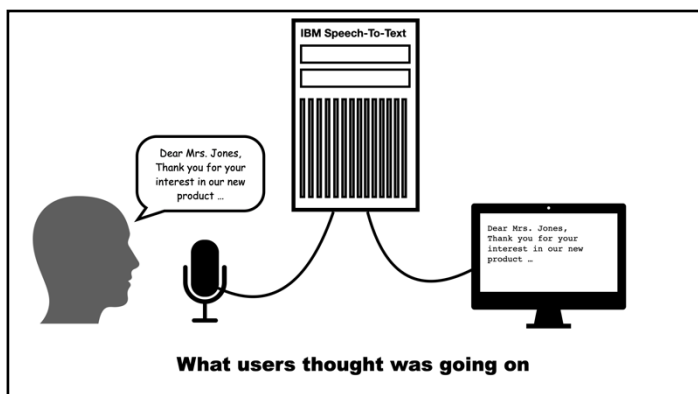 IBM Speech-To-Text
Dear Mrs. Jones,
Thank you for your
interest in our new
product …
Dear Mrs. Jones,
Thank you for your
interest in our new
product …
What users thought was going on